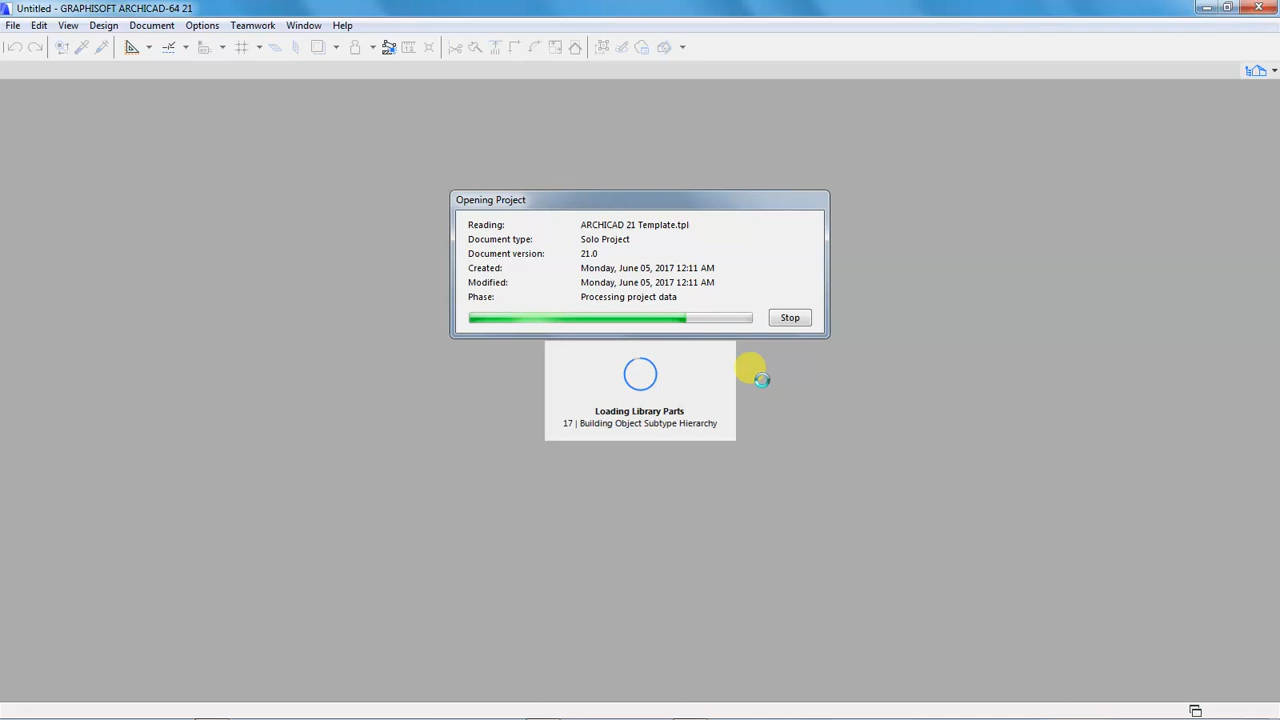 Untitled - GRAPHISOFT ARCHICAD-64 21
File Edit View Design Document Options Teamwork Window Help
Opening Project
Reading: ARCHICAD 21 Template.tpl
Document type: Solo Project
Document version: 21.0
Created: Monday, June 05, 2017 12:11 AM
Modified: Monday, June 05, 2017 12:11 AM
Phase: Processing project data
Stop
Loading Library Parts
17 | Building Object Subtype Hierarchy